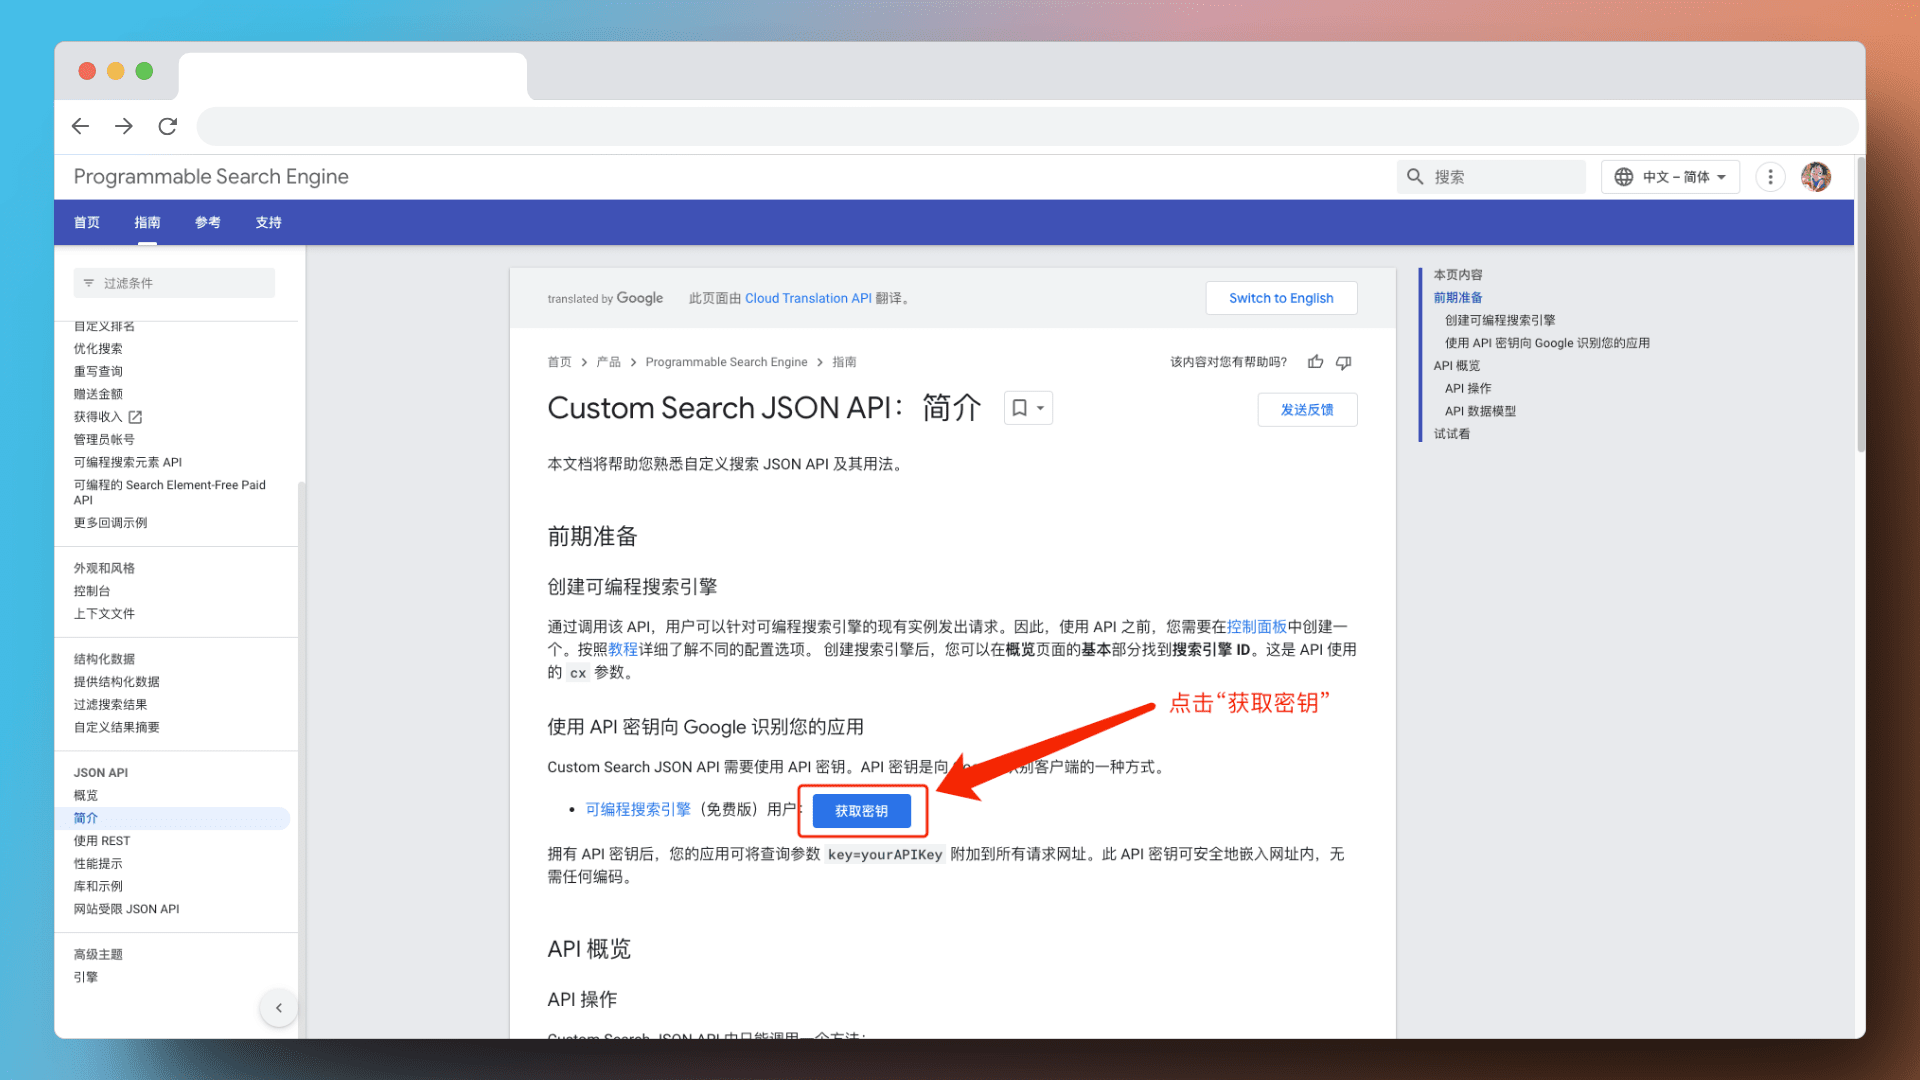 Programmable Search Engine
搜索
中文 – 简体
首页 指南 参考 支持
过滤条件
自定义排名
优化搜索
重写查询
赠送金额
获得收入
管理员帐号
可编程搜索元素 API
可编程的 Search Element-Free Paid
API
更多回调示例
外观和风格
控制台
上下文文件
结构化数据
提供结构化数据
过滤搜索结果
自定义结果摘要
JSON API
概览
简介
使用 REST
性能提示
库和示例
网站受限 JSON API
高级主题
引擎
translated by Google 此页面由 Cloud Translation API 翻译。
Switch to English
首页 > 产品 > Programmable Search Engine > 指南
该内容对您有帮助吗?
Custom Search JSON API：简介
发送反馈
本文档将帮助您熟悉自定义搜索 JSON API 及其用法。
前期准备
创建可编程搜索引擎
通过调用该 API，用户可以针对可编程搜索引擎的现有实例发出请求。因此，使用 API 之前，您需要在控制面板中创建一
个。按照教程详细了解不同的配置选项。 创建搜索引擎后，您可以在概览页面的基本部分找到搜索引擎 ID。这是 API 使用
的 cx 参数。
点击“获取密钥”
使用 API 密钥向 Google 识别您的应用
Custom Search JSON API 需要使用 API 密钥。API 密钥是向 识别客户端的一种方式。
• 可编程搜索引擎（免费版）用户：
获取密钥
拥有 API 密钥后，您的应用可将查询参数 key=yourAPIKey 附加到所有请求网址。此 API 密钥可安全地嵌入网址内，无
需任何编码。
API 概览
API 操作
Custom Search JSON API 中只能调用一个方法：
本页内容
前期准备
创建可编程搜索引擎
使用 API 密钥向 Google 识别您的应用
API 概览
API 操作
API 数据模型
试试看